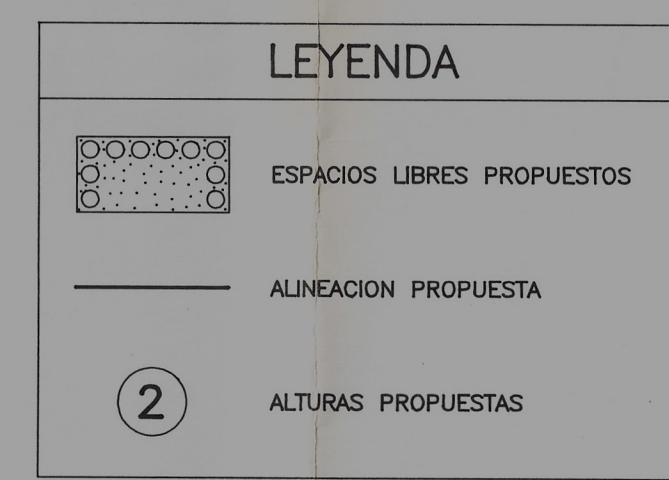 LEYENDA
ESPACIOS LIBRES PROPUESTOS
ALINEACION PROPUESTA
2 ALTURAS PROPUESTAS